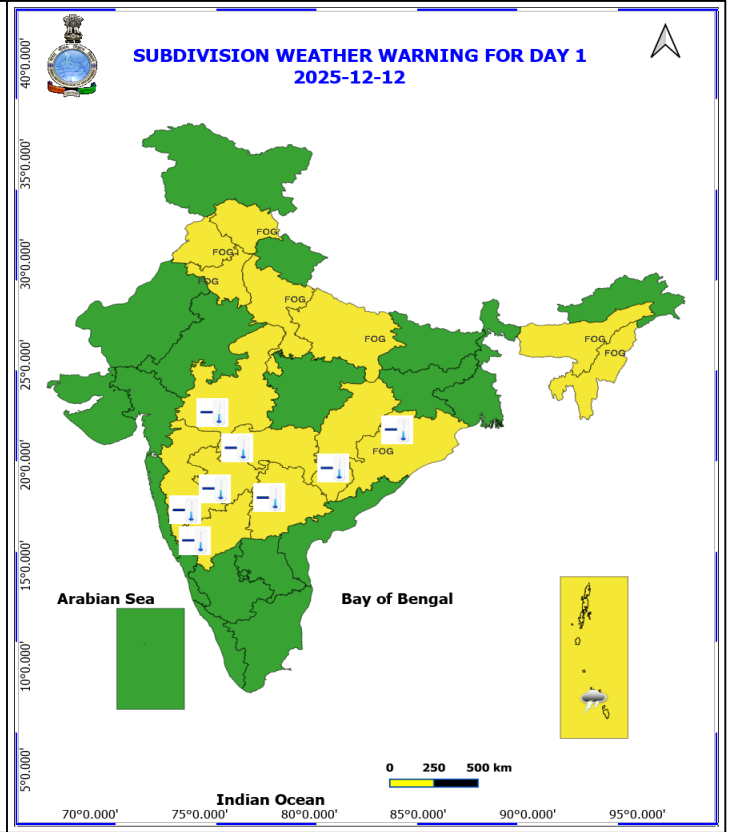 SUBDIVISION WEATHER WARNING FOR DAY 1
2025-12-12
40°0.000'
35°0.000'
30°0.000'
25°0.000'
20°0.000'
15°0.000'
10°0.000'
5°0.000'
FOG
FOG
FOG
FOG
FOG
FOG
FOG
FOG
Arabian Sea
Bay of Bengal
0 250 500 km
Indian Ocean
70°0.000' 75°0.000' 80°0.000' 85°0.000' 90°0.000' 95°0.000'